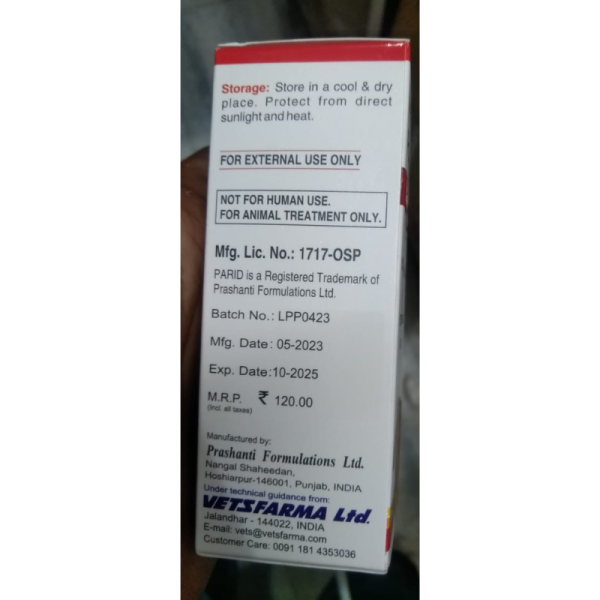 Storage: Store in a cool & dry
place. Protect from direct
sunlight and heat.
FOR EXTERNAL USE ONLY
NOT FOR HUMAN USE.
FOR ANIMAL TREATMENT ONLY.
Mfg. Lic. No.: 1717-OSP
PARID is a Registered Trademark of
Prashanti Formulations Ltd.
Batch No.: LPP0423
Mfg. Date: 05-2023
Exp. Date:10-2025
M.R.P. ₹ 120.00
(Incl. all taxes)
Manufactured by:
Prashanti Formulations Ltd.
Nangal Shaheedan,
Hoshiarpur-146001, Punjab, INDIA
Under technical guidance from:
VETSFARMA Ltd.
Jalandhar - 144022, INDIA
E-mail: vets@vetsfarma.com
Customer Care: 0091 181 4353036